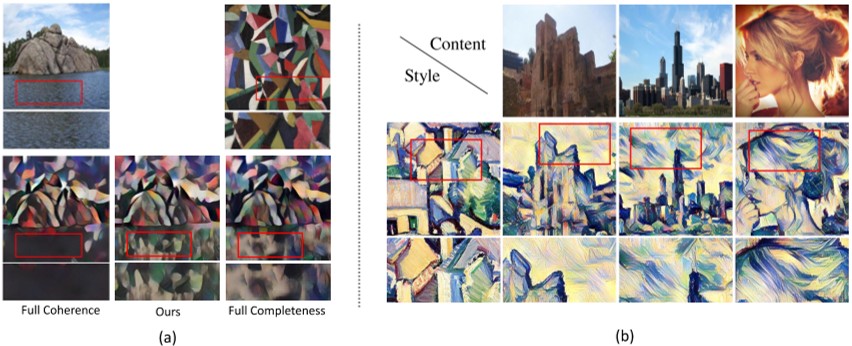 Content
Style
Full Coherence
Ours
Full Completeness
(a)
(b)